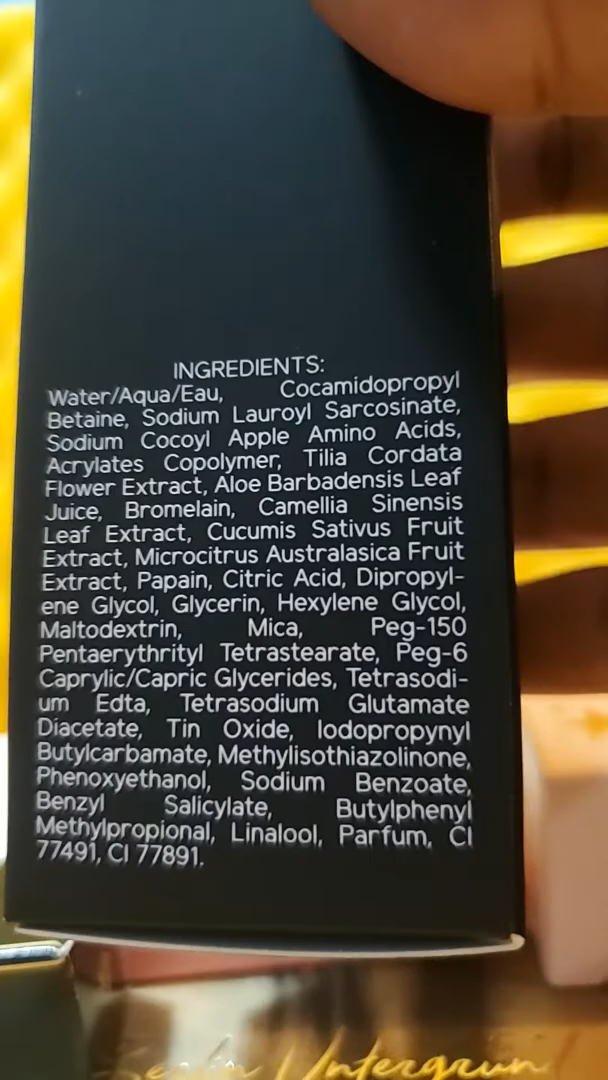 INGREDIENTS:
Water/Aqua/Eau, Cocamidopropyl
Betaine, Sodium Lauroyl Sarcosinate,
Sodium Cocoyl Apple Amino Acids,
Acrylates Copolymer, Tilia Cordata
Flower Extract, Aloe Barbadensis Leaf
Juice, Bromelain, Camellia Sinensis
Leaf Extract, Cucumis Sativus Fruit
Extract, Microcitrus Australasica Fruit
Extract, Papain, Citric Acid, Dipropyl-
ene Glycol, Glycerin, Hexylene Glycol,
Maltodextrin, Mica, Peg-150
Pentaerythrityl Tetrastearate, Peg-6
Caprylic/Capric Glycerides, Tetrasodi-
um Edta, Tetrasodium Glutamate
Diacetate, Tin Oxide, Iodopropynyl
Butylcarbamate, Methylisothiazolinone,
Phenoxyethanol, Sodium Benzoate,
Benzyl Salicylate, Butylphenyl
Methylpropional, Linalool, Parfum, CI
77491, CI 77891.